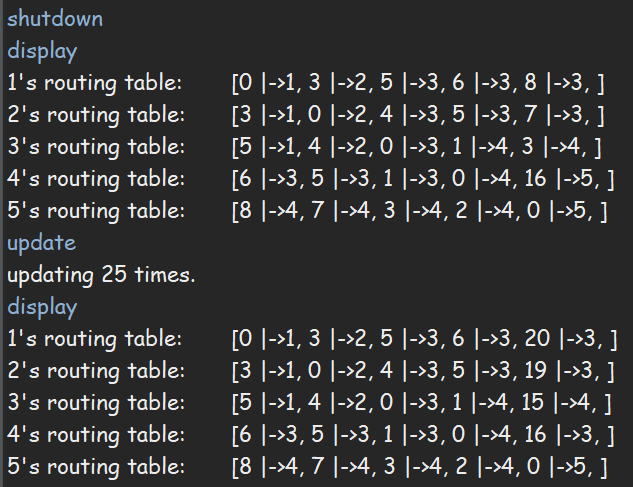 shutdown
display
1's routing table: [0 |->1, 3 |->2, 5 |->3, 6 |->3, 8 |->3, ]
2's routing table: [3 |->1, 0 |->2, 4 |->3, 5 |->3, 7 |->3, ]
3's routing table: [5 |->1, 4 |->2, 0 |->3, 1 |->4, 3 |->4, ]
4's routing table: [6 |->3, 5 |->3, 1 |->3, 0 |->4, 16 |->5, ]
5's routing table: [8 |->4, 7 |->4, 3 |->4, 2 |->4, 0 |->5, ]
update
updating 25 times.
display
1's routing table: [0 |->1, 3 |->2, 5 |->3, 6 |->3, 20 |->3, ]
2's routing table: [3 |->1, 0 |->2, 4 |->3, 5 |->3, 19 |->3, ]
3's routing table: [5 |->1, 4 |->2, 0 |->3, 1 |->4, 15 |->4, ]
4's routing table: [6 |->3, 5 |->3, 1 |->3, 0 |->4, 16 |->3, ]
5's routing table: [8 |->4, 7 |->4, 3 |->4, 2 |->4, 0 |->5, ]